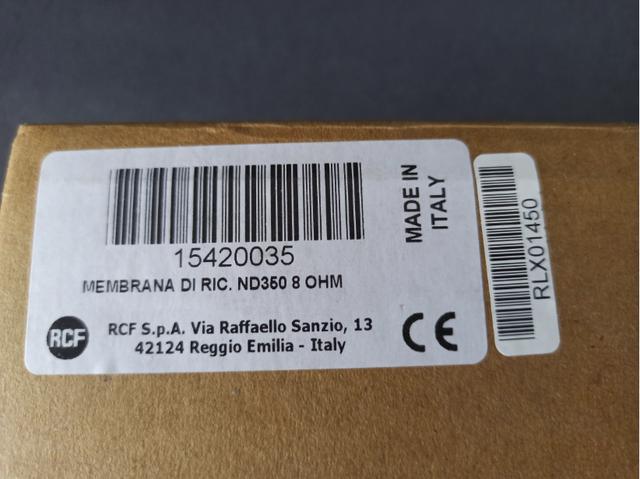 15420035
MEMBRANA DI RIC. ND350 8 OHM
RCF
RCF S.p.A. Via Raffaello Sanzio, 13
42124 Reggio Emilia - Italy
MADE IN
ITALY
CE
RLX01450